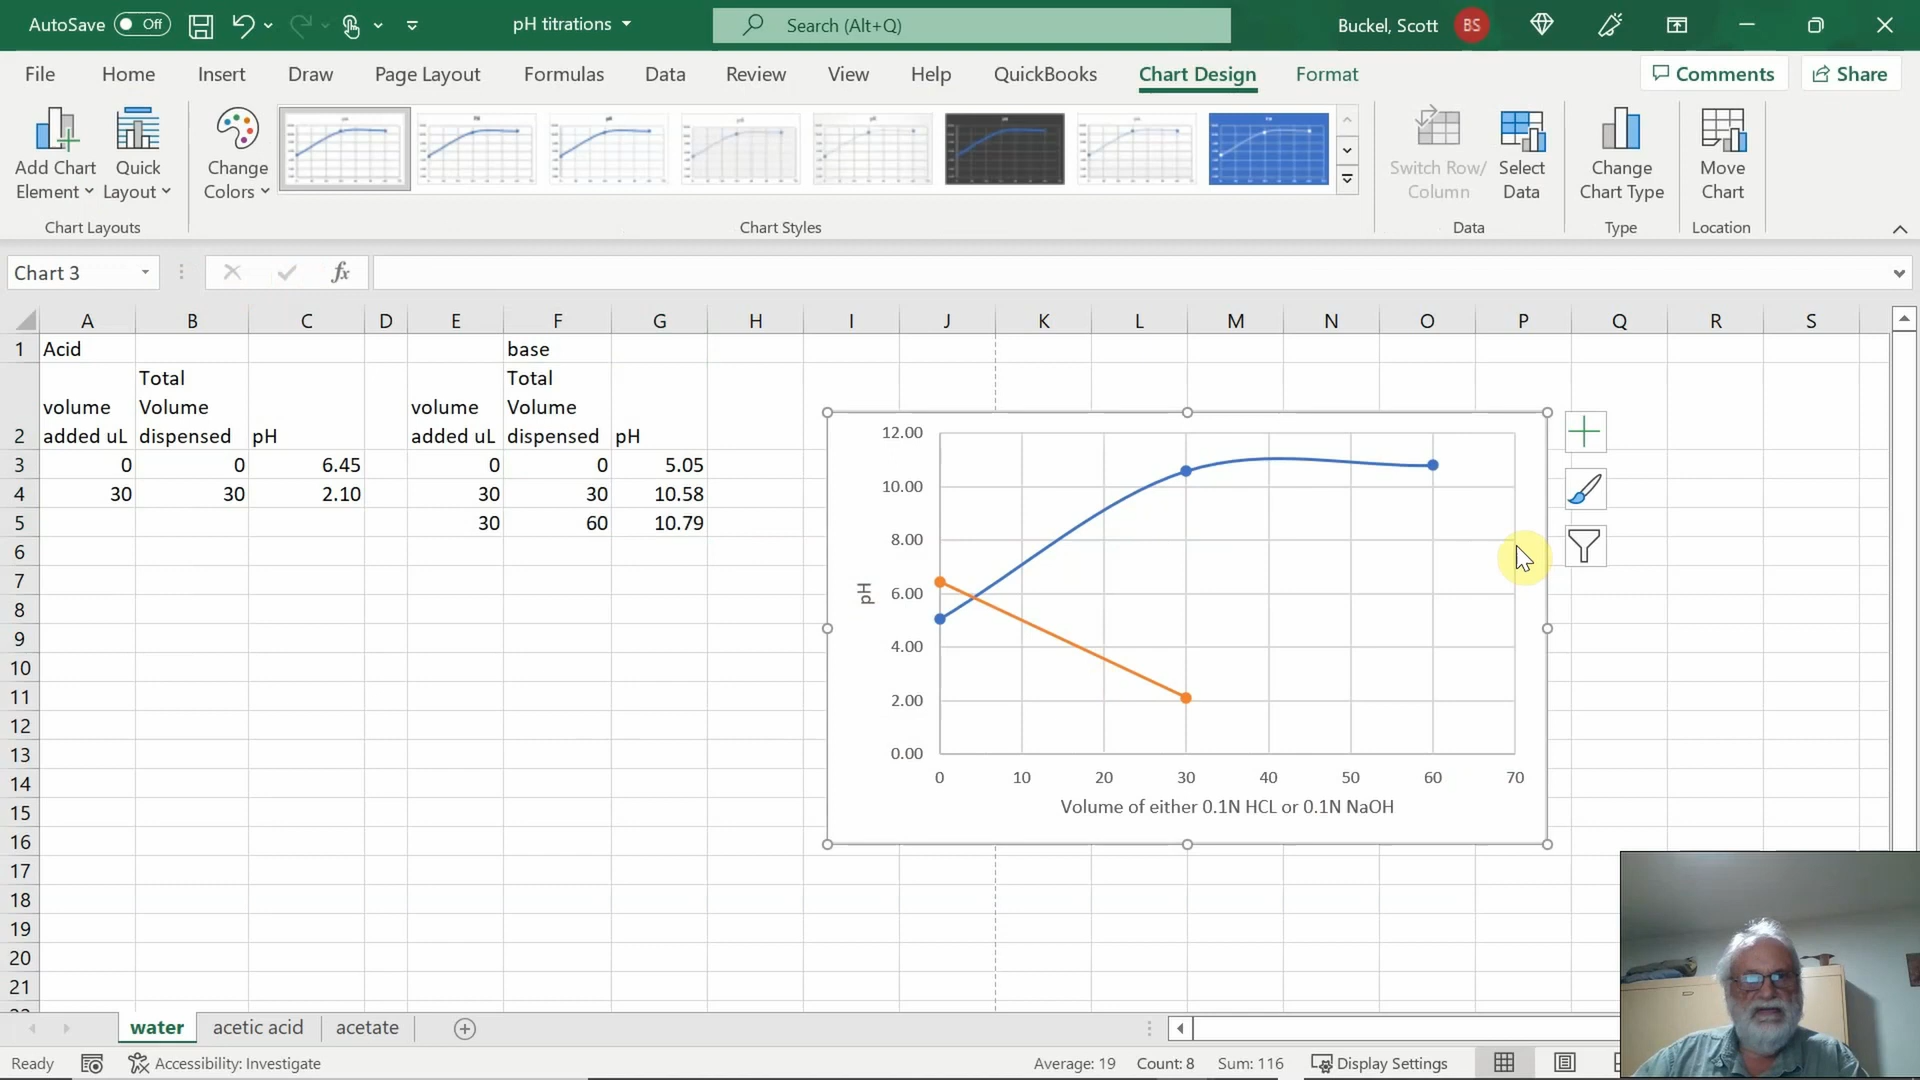 AutoSave Off pH titrations Search (Alt+Q) Buckel, Scott BS
File Home Insert Draw Page Layout Formulas Data Review View Help QuickBooks Chart Design Format Comments Share
Add Chart Element
Quick Layout
Change Colors
Switch Row/ Column
Select Data
Change Chart Type
Move Chart
Chart Layouts Chart Styles Data Type Location
Chart 3 fx
A B C D E F G H I J K L M N O P Q R S
1 Acid base
2 volume added uL Total Volume dispensed pH volume added uL Total Volume dispensed pH
3 0 0 6.45 0 0 5.05
4 30 30 2.10 30 30 10.58
5 30 60 10.79
6
7
8
9
10
11
12
13
14
15
16
17
18
19
20
21
12.00
10.00
8.00
6.00
4.00
2.00
0.00
pH
0 10 20 30 40 50 60 70
Volume of either 0.1N HCL or 0.1N NaOH
water acetic acid acetate
Ready Accessibility: Investigate Average: 19 Count: 8 Sum: 116 Display Settings